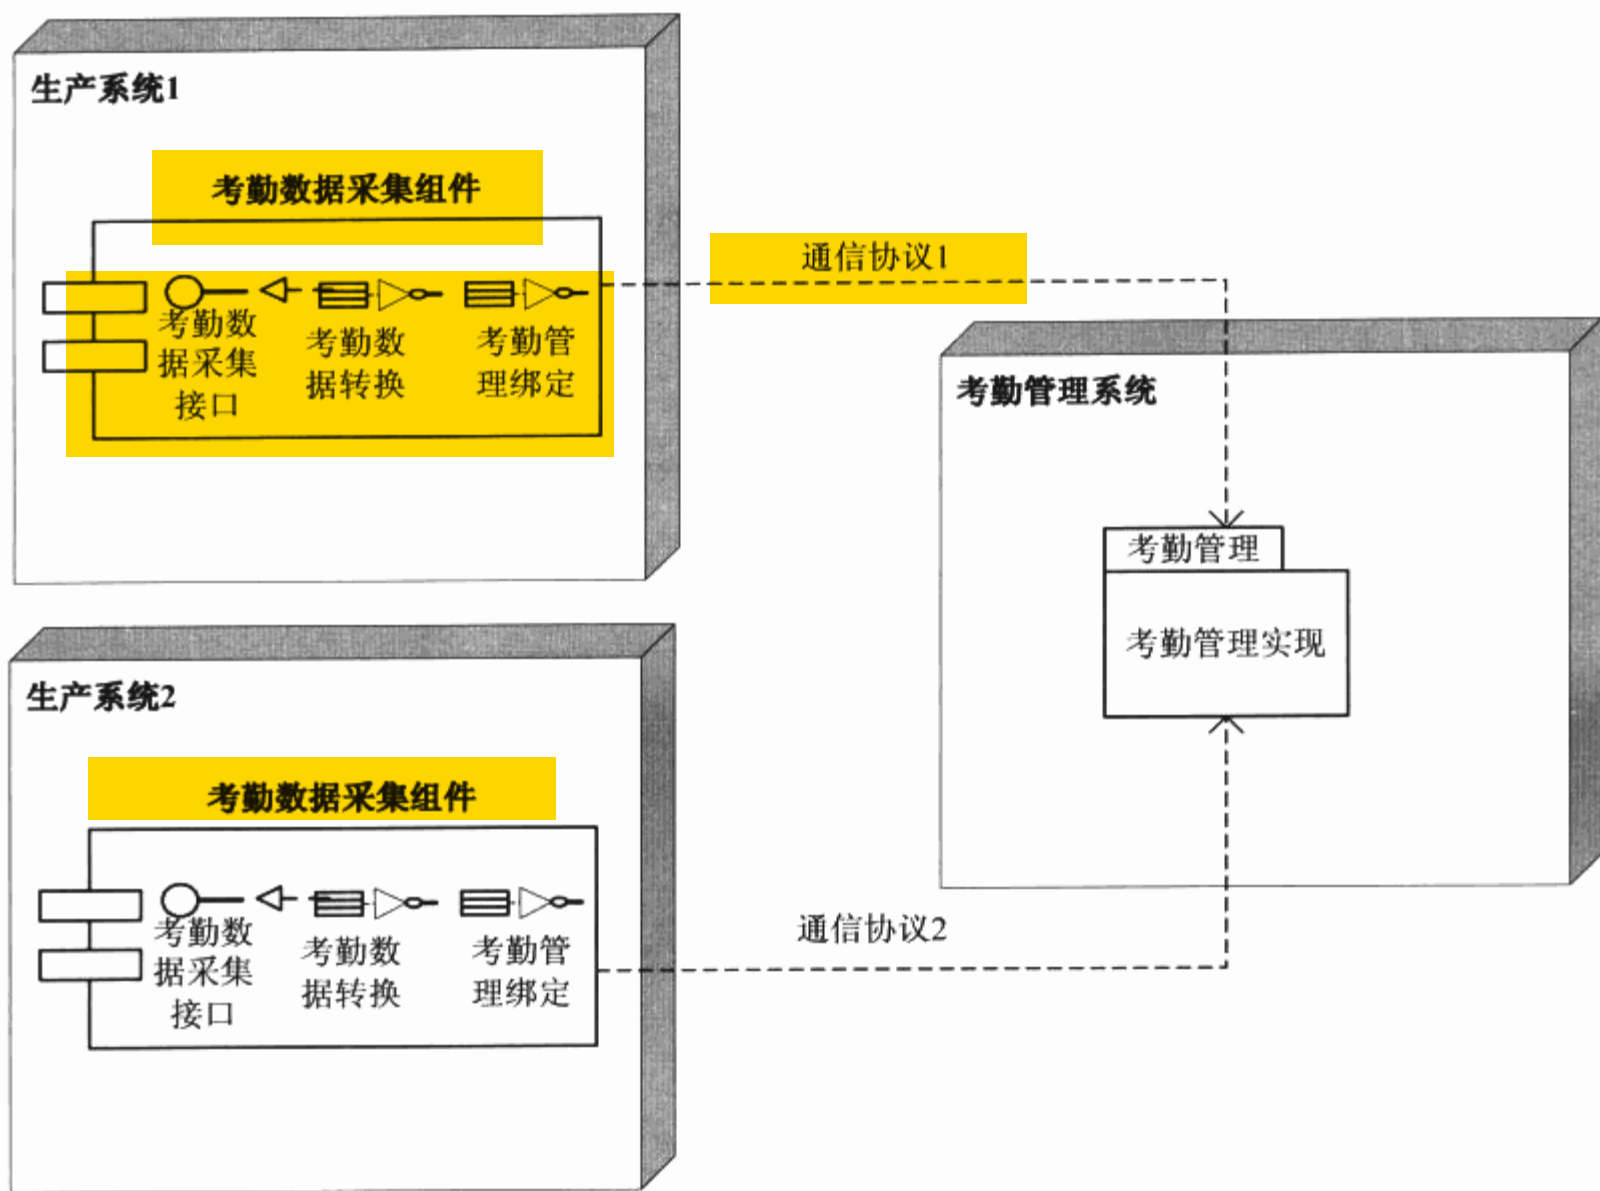 生产系统1
考勤数据采集组件
通信协议1
考勤数
据采集
接口
考勤数
据转换
考勤管
理绑定
考勤管理系统
考勤管理
考勤管理实现
生产系统2
考勤数据采集组件
考勤数
据采集
接口
考勤数
据转换
考勤管
理绑定
通信协议2